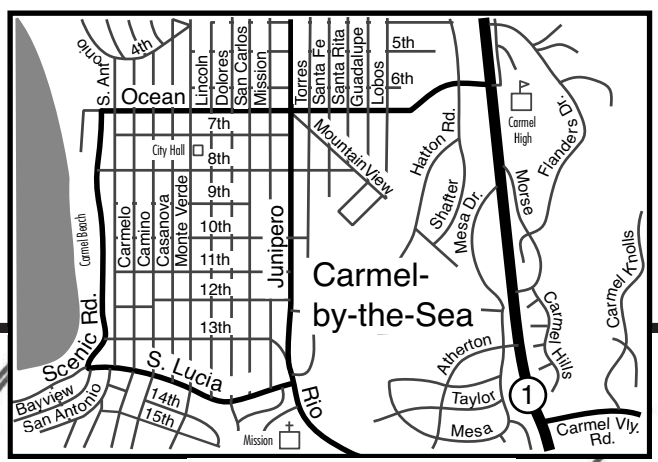 onio
4th
S. Ant
Lincoln
Dolores
San Carlos
Mission
Torres
Santa Fe
Santa Rita
Guadalupe
Lobos
5th
6th
Ocean
7th
City Hall
8th
MountainView
Hatton Rd.
Carmel
High
Flanders Dr.
Shafter
Mesa Dr.
Morse
9th
10th
11th
12th
13th
Carmelo
Camino
Casanova
Monte Verde
Junipero
Carmel Beach
Carmel-
by-the-Sea
Carmel Knolls
Carmel Hills
Scenic Rd.
S. Lucia
Atherton
Taylor
Mesa
1
Rio
Bayview
San Antonio
14th
15th
Mission
Carmel Vly.
Rd.